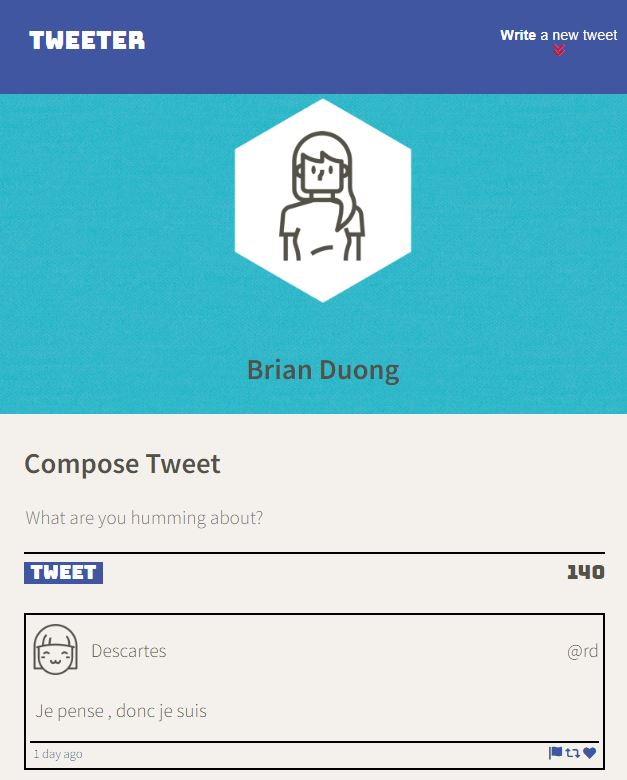 TWEETER
Write a new tweet
Brian Duong
Compose Tweet
What are you humming about?
TWEET 140
Descartes @rd
Je pense , donc je suis
1 day ago